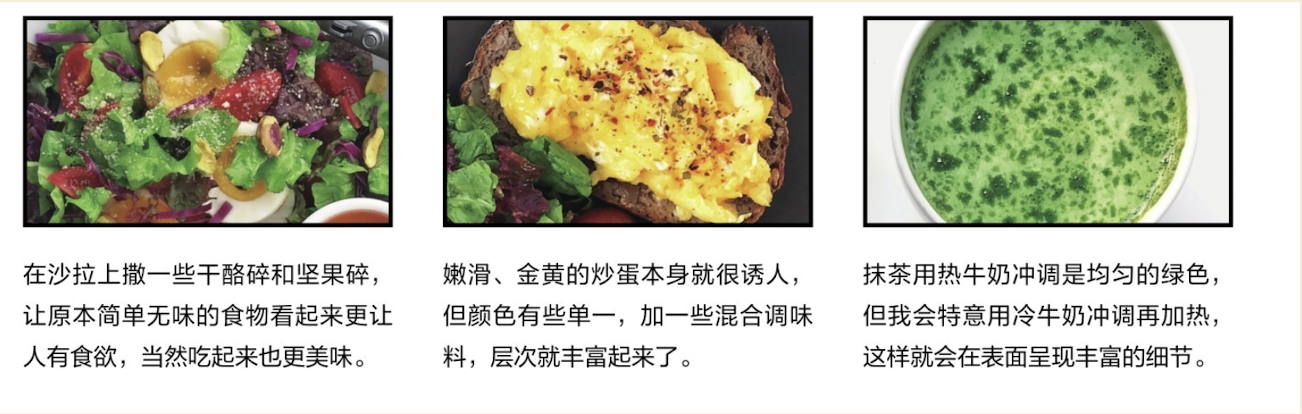 在沙拉上撒一些干酪碎和坚果碎，
让原本简单无味的食物看起来更让
人有食欲，当然吃起来也更美味。
嫩滑、金黄的炒蛋本身就很诱人，
但颜色有些单一，加一些混合调味
料，层次就丰富起来了。
抹茶用热牛奶冲调是均匀的绿色，
但我会特意用冷牛奶冲调再加热，
这样就会在表面呈现丰富的细节。